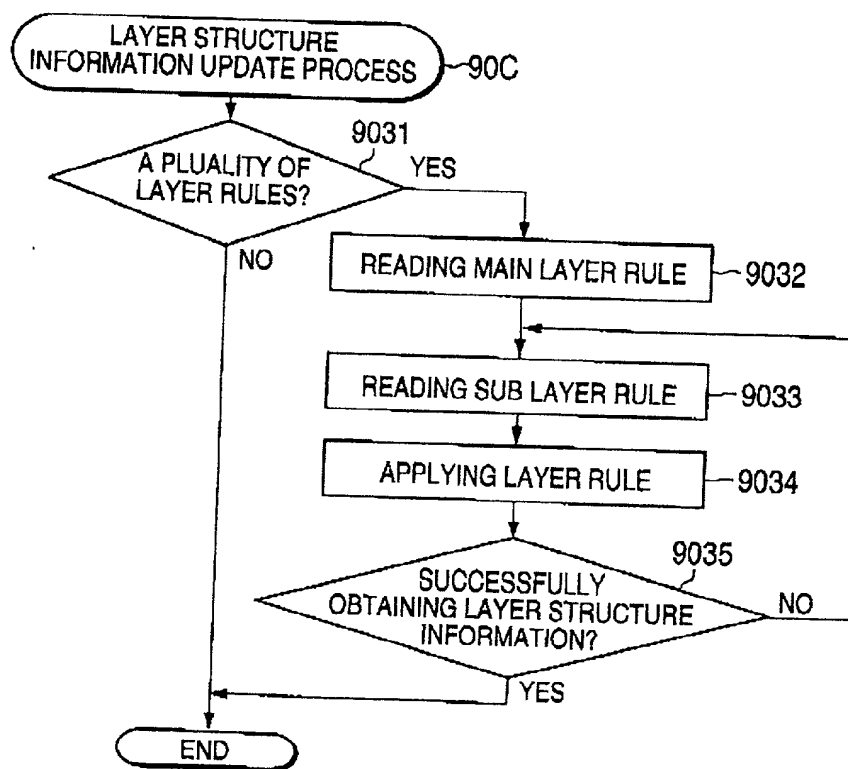 LAYER STRUCTURE
INFORMATION UPDATE PROCESS
90C
9031
A PLUALITY OF
LAYER RULES?
YES
NO
READING MAIN LAYER RULE
9032
READING SUB LAYER RULE
9033
APPLYING LAYER RULE
9034
9035
SUCCESSFULLY
OBTAINING LAYER STRUCTURE
INFORMATION?
NO
YES
END